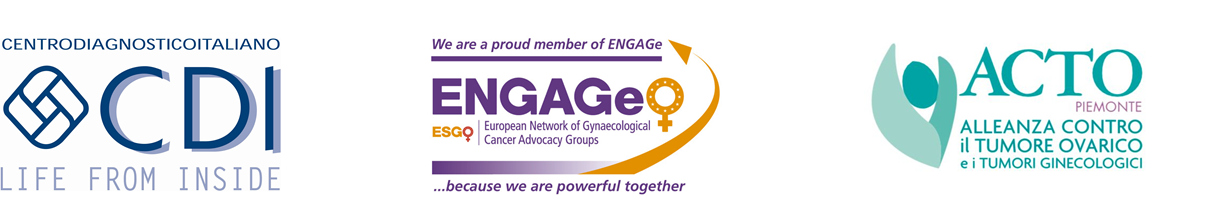 CENTRODIAGNOSTICOITALIANO
CDI
LIFE FROM INSIDE
We are a proud member of ENGAGe
ENGAGe
ESGO
European Network of Gynaecological
Cancer Advocacy Groups
...because we are powerful together
ACTO
PIEMONTE
ALLEANZA CONTRO
il TUMORE OVARICO
e i TUMORI GINECOLOGICI